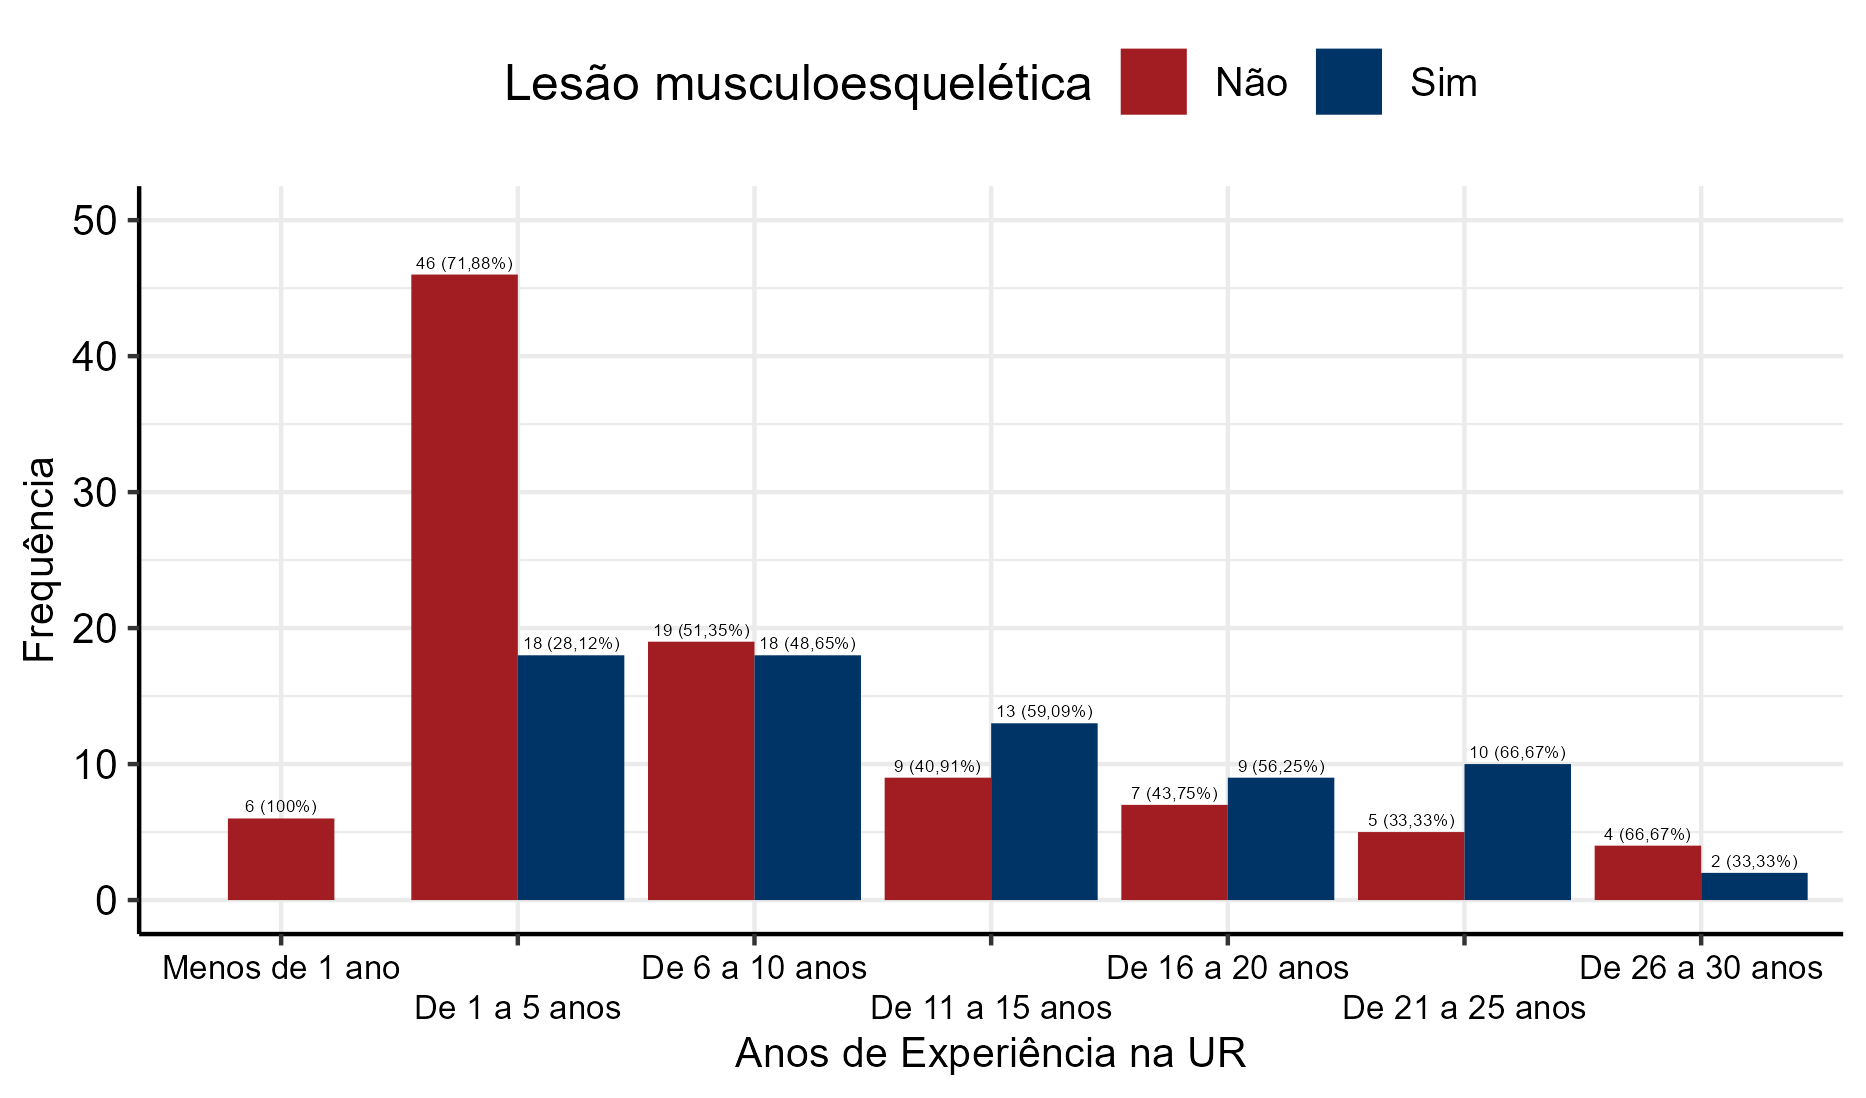 Lesão musculoesquelética Não Sim
50
40
30
20
10
0
Frequência
6 (100%)
46 (71,88%)
18 (28,12%)
19 (51,35%)
18 (48,65%)
9 (40,91%)
13 (59,09%)
7 (43,75%)
9 (56,25%)
5 (33,33%)
10 (66,67%)
4 (66,67%)
2 (33,33%)
Menos de 1 ano
De 1 a 5 anos
De 6 a 10 anos
De 11 a 15 anos
De 16 a 20 anos
De 21 a 25 anos
De 26 a 30 anos
Anos de Experiência na UR